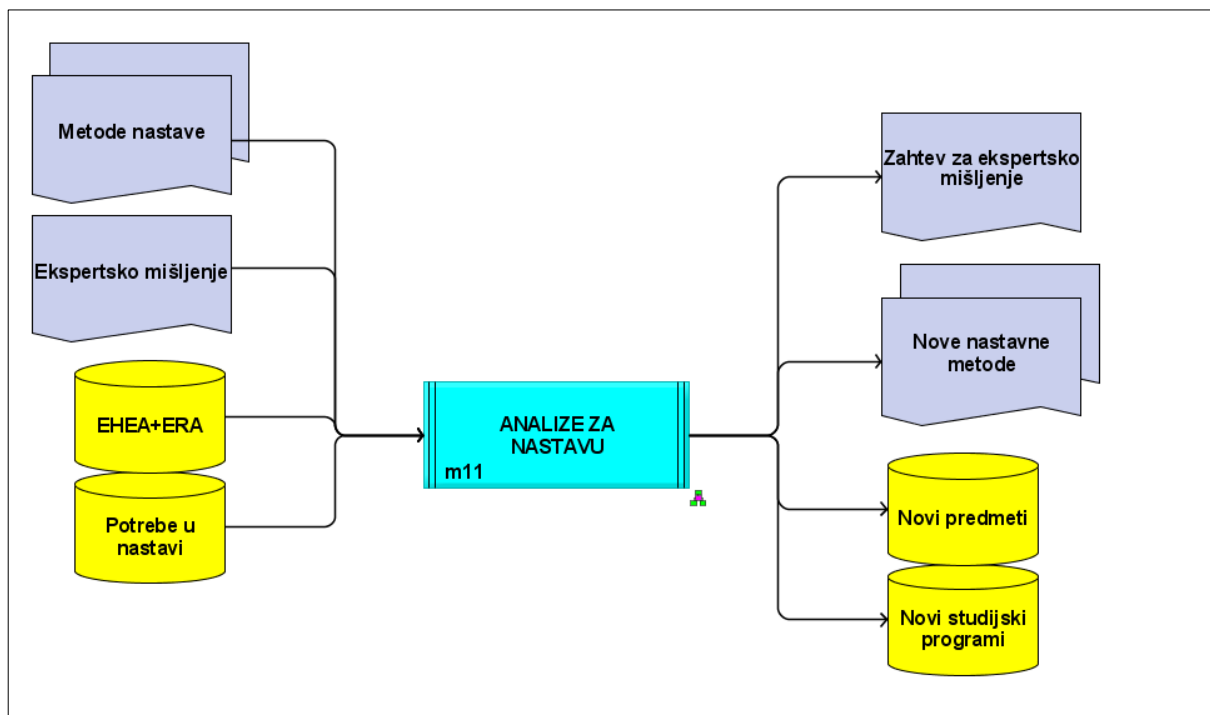 Metode nastave
Ekspertsko mišljenje
EHEA+ERA
Potrebe u
nastavi
ANALIZE ZA
NASTAVU
m11
Zahtev za ekspertsko
mišljenje
Nove nastavne
metode
Novi predmeti
Novi studijski
programi